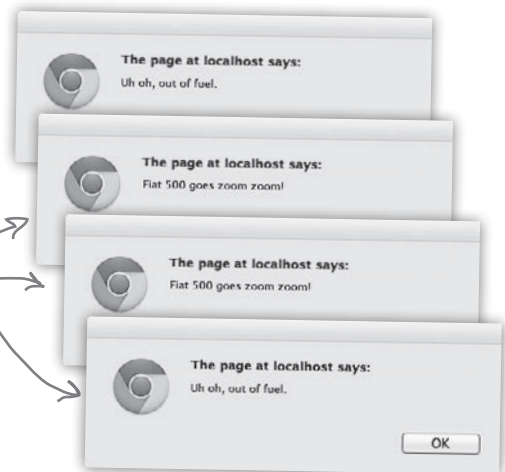 The page at localhost says:
Uh oh, out of fuel.
The page at localhost says:
Fiat 500 goes zoom zoom!
The page at localhost says:
Fiat 500 goes zoom zoom!
The page at localhost says:
Uh oh, out of fuel.
OK